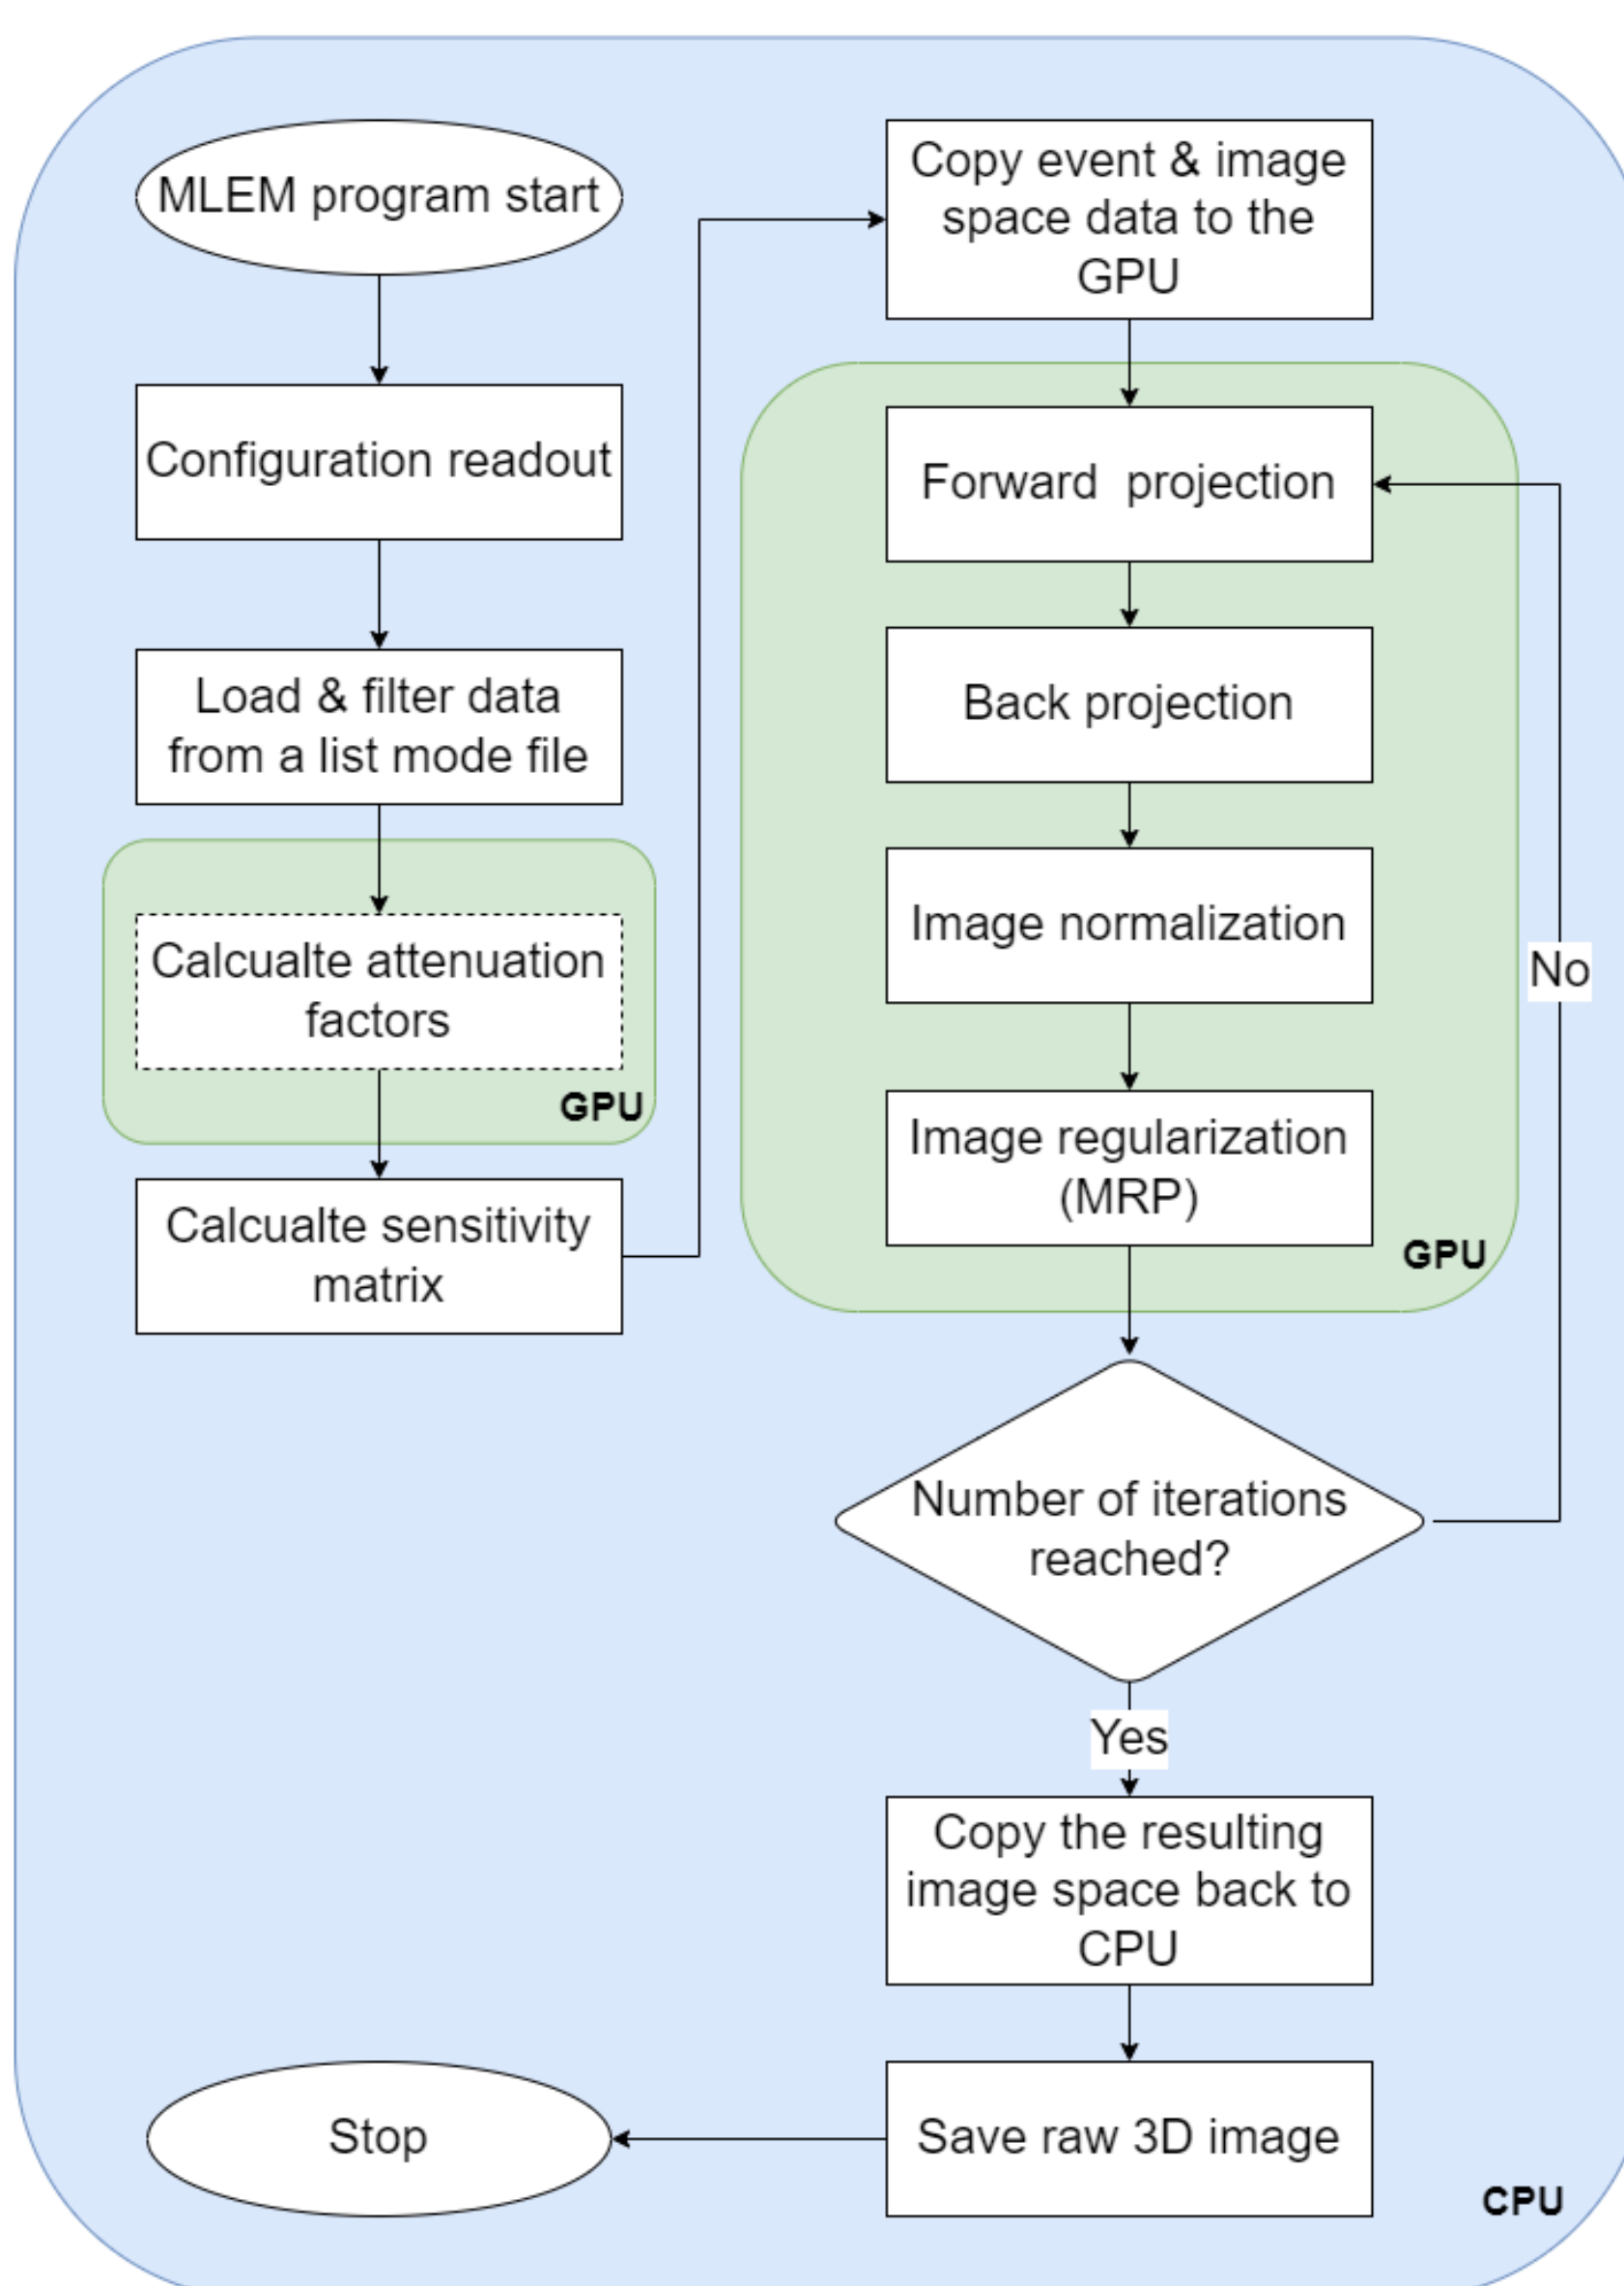 MLEM program start
Configuration readout
Load & filter data
from a list mode file
Calcualte attenuation
factors
GPU
Calcualte sensitivity
matrix
Copy event & image
space data to the
GPU
Forward projection
Back projection
Image normalization
Image regularization
(MRP)
GPU
No
Number of iterations
reached?
Yes
Copy the resulting
image space back to
CPU
Save raw 3D image
Stop
CPU